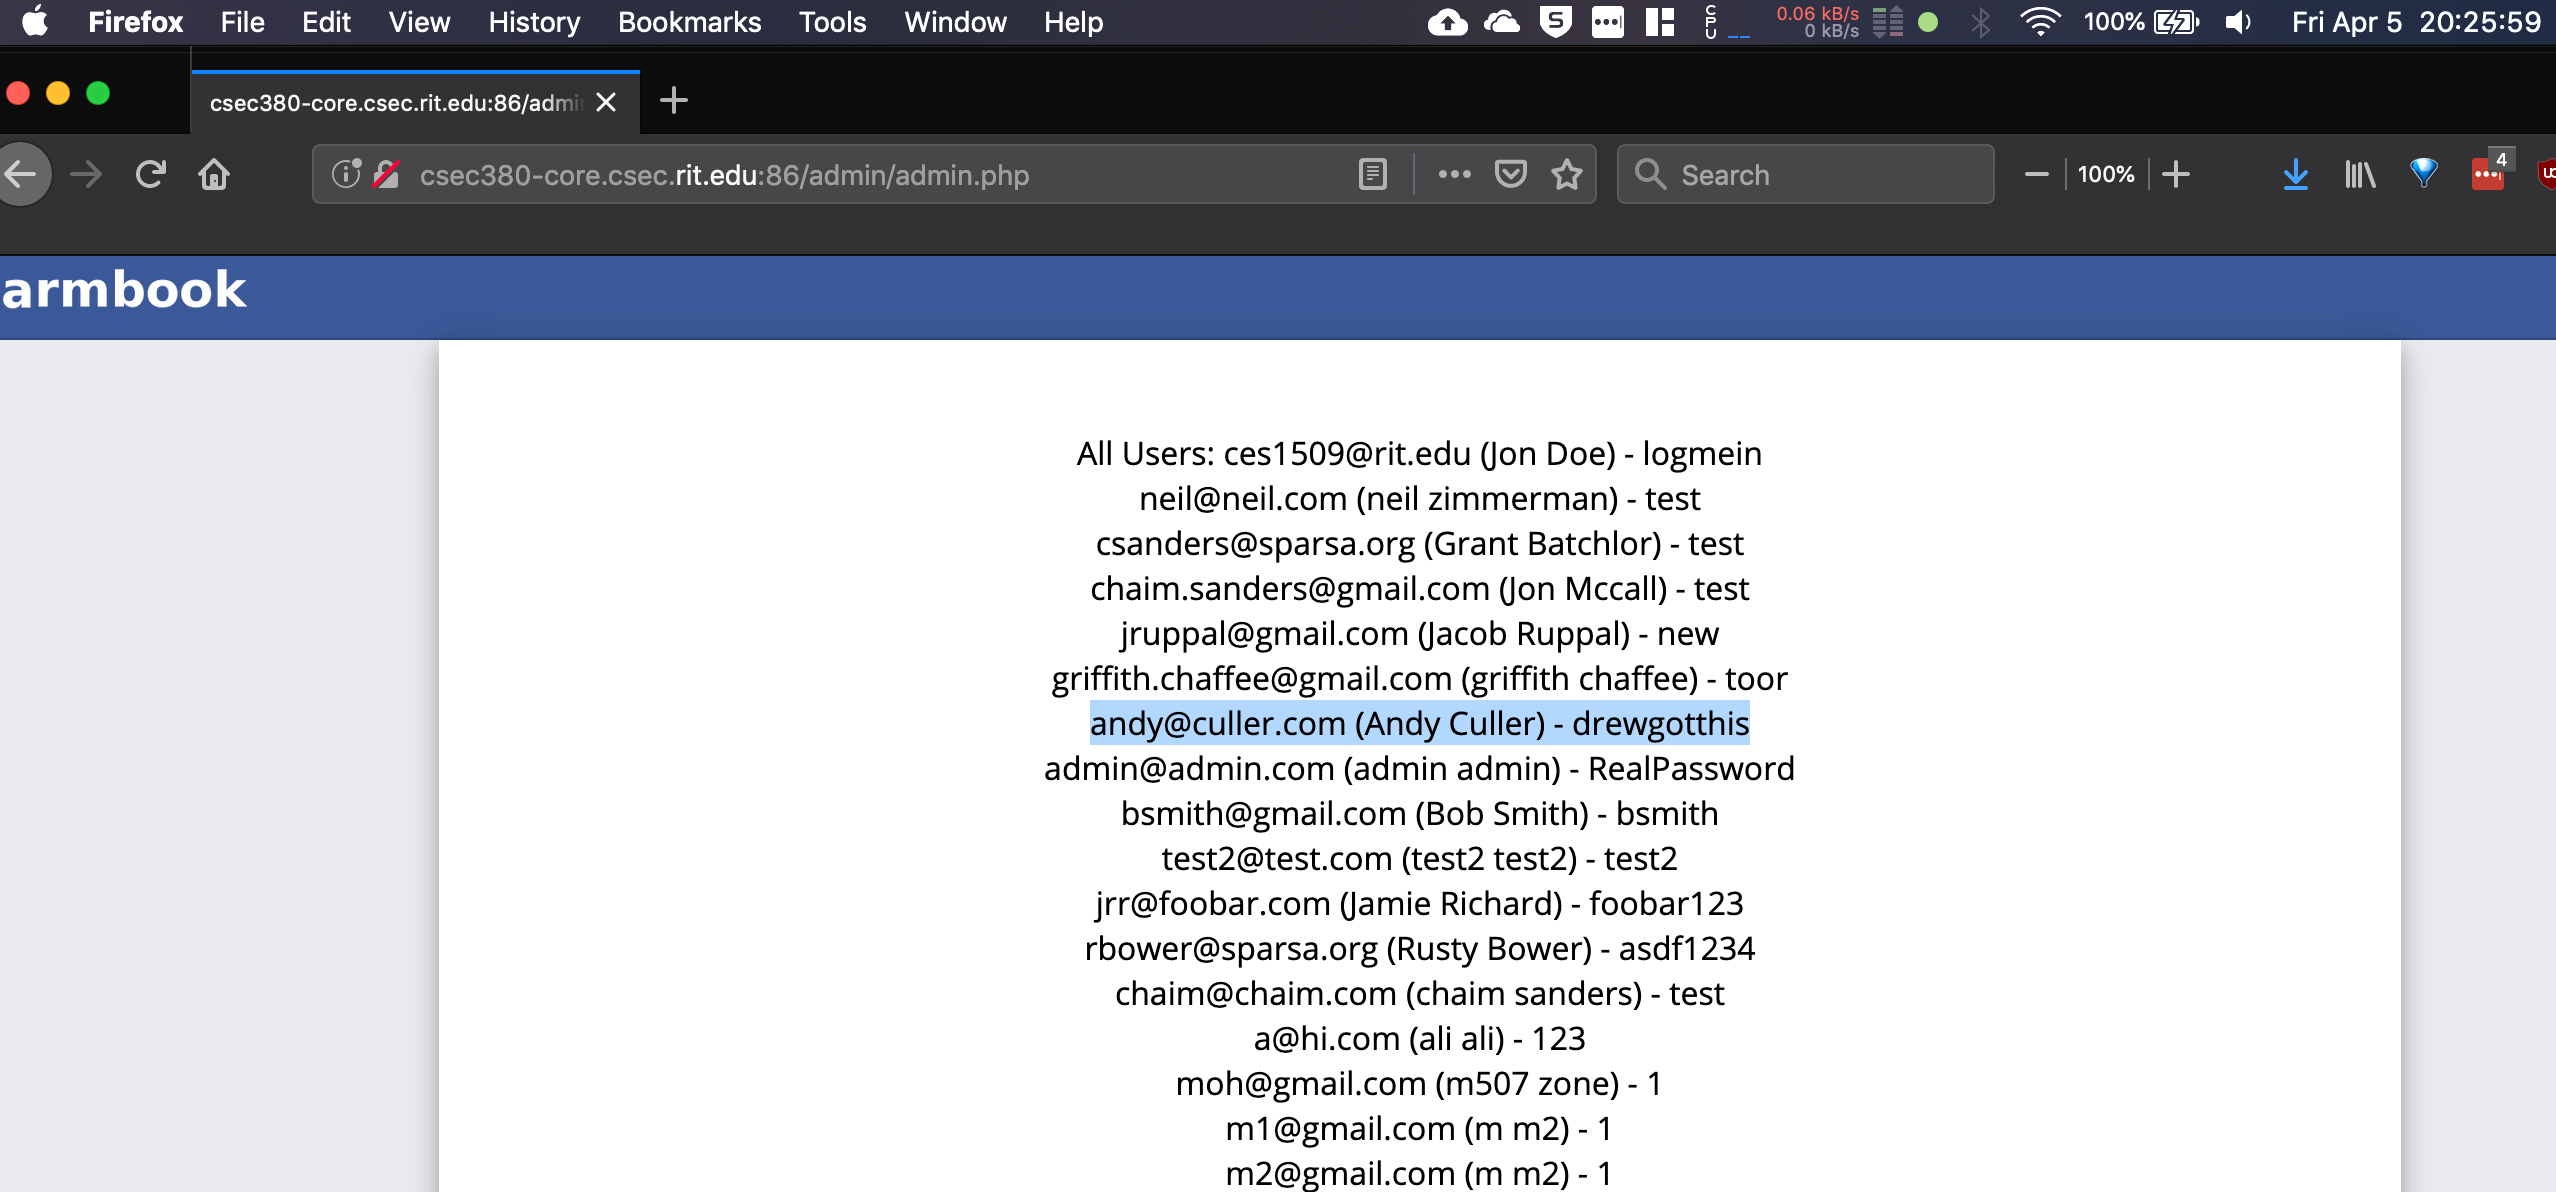 Firefox File Edit View History Bookmarks Tools Window Help CPU 0.06 kB/s 0 kB/s 100% Fri Apr 5 20:25:59
csec380-core.csec.rit.edu:86/admi
csec380-core.csec.rit.edu:86/admin/admin.php Search 100% 4
armbook
All Users: ces1509@rit.edu (Jon Doe) - logmein
neil@neil.com (neil zimmerman) - test
csanders@sparsa.org (Grant Batchlor) - test
chaim.sanders@gmail.com (Jon Mccall) - test
jruppal@gmail.com (Jacob Ruppal) - new
griffith.chaffee@gmail.com (griffith chaffee) - toor
andy@culler.com (Andy Culler) - drewgotthis
admin@admin.com (admin admin) - RealPassword
bsmith@gmail.com (Bob Smith) - bsmith
test2@test.com (test2 test2) - test2
jrr@foobar.com (Jamie Richard) - foobar123
rbower@sparsa.org (Rusty Bower) - asdf1234
chaim@chaim.com (chaim sanders) - test
a@hi.com (ali ali) - 123
moh@gmail.com (m507 zone) - 1
m1@gmail.com (m m2) - 1
m2@gmail.com (m m2) - 1